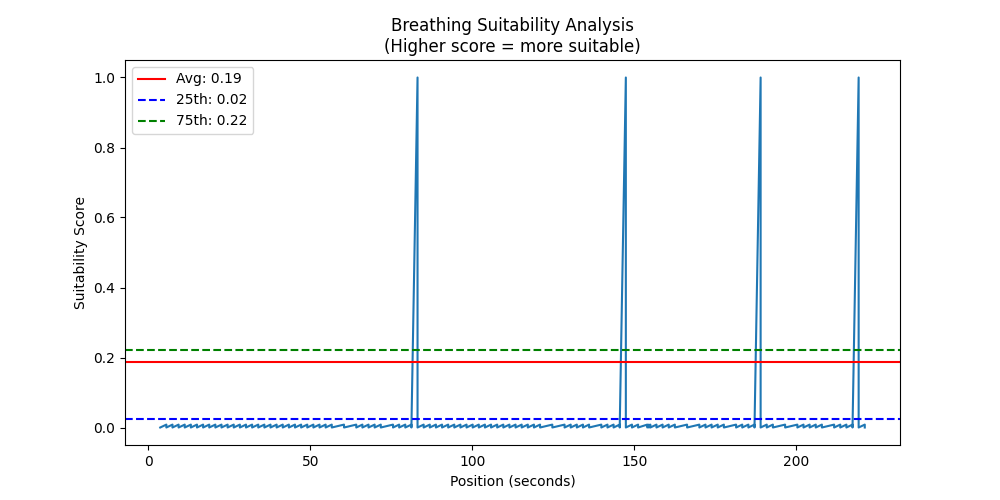 Breathing Suitability Analysis
(Higher score = more suitable)
Avg: 0.19
25th: 0.02
75th: 0.22
1.0
0.8
0.6
0.4
0.2
0.0
Suitability Score
0
50
100
150
200
Position (seconds)